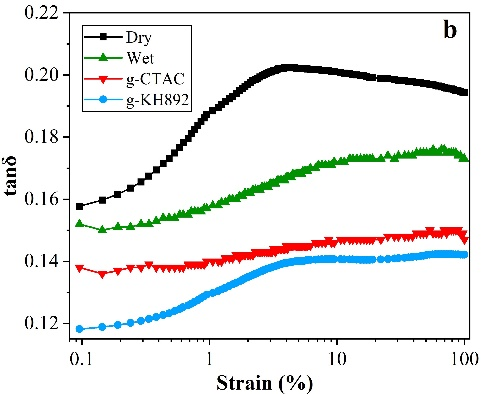 0.22
b
Dry
Wet
g-CTAC
g-KH892
0.20
0.18
tanδ
0.16
0.14
0.12
0.1
1
10
100
Strain (%)